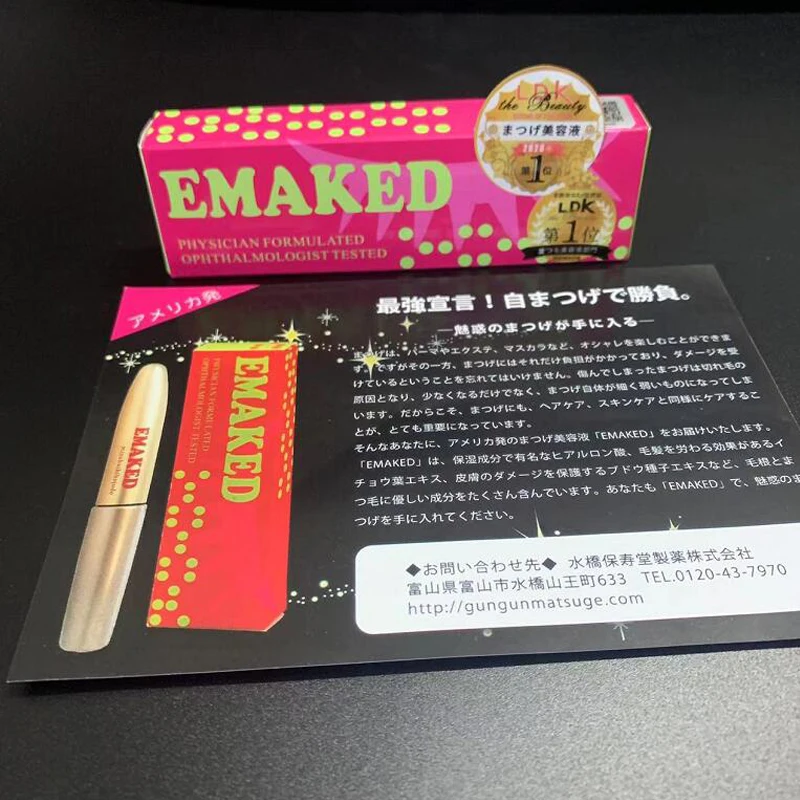 LDK
the Beauty
まつげ美容液
2020年
第1位
LDK
第1位
EMAKED
PHYSICIAN FORMULATED
OPHTHALMOLOGIST TESTED
アメリカ発
最強宣言！自まつげで勝負。
―魅惑のまつげが手に入る―
まつげは、パーマやエクステ、マスカラなど、オシャレを楽しむことができま
す。ですがその一方、まつげにはそれだけ負担がかかっており、ダメージを受
けているということを忘れてはいけません。傷んでしまったまつげは切れ毛の
原因となり、少なくなるだけでなく、まつげ自体が細く弱いものになってしま
います。だからこそ、まつげにも、ヘアケア、スキンケアと同様にケアするこ
とが、とても重要になっています。
そんなあなたに、アメリカ発のまつげ美容液「EMAKED」をお届けいたします。
「EMAKED」は、保湿成分で有名なヒアルロン酸、毛髪を労わる効果があるイ
チョウ葉エキス、皮膚のダメージを保護するブドウ種子エキスなど、毛根とま
つ毛に優しい成分をたくさん含んでいます。あなたも「EMAKED」で、魅惑のま
つげを手に入れてください。
EMAKED
PHYSICIAN FORMULATED
OPHTHALMOLOGIST TESTED
EMAKED
◆お問い合わせ先◆ 水橋保寿堂製薬株式会社
富山県富山市水橋山王町633 TEL.0120-43-7970
http://gungunmatsuge.com